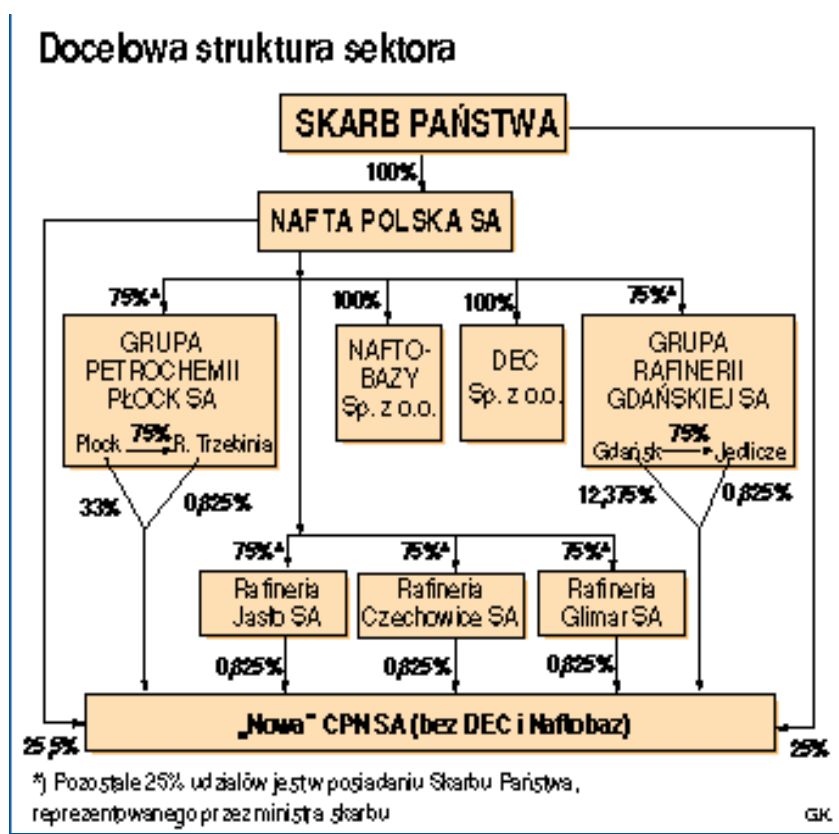 Docelowa struktura sektora
SKARB PAŃSTWA
100%
NAFTA POLSKA SA
75%*
100%
100%
75%*
GRUPA
PETROCHEMII
PŁOCK SA
Płock 75% R. Trzebinia
NAFTO-
BAZY
Sp. z o.o.
DEC
Sp. z o.o.
GRUPA
RAFINERII
GDAŃSKIEJ SA
Gdańsk 75% Jedlicze
33%
0,825%
12,375%
0,825%
75%*
75%*
75%*
Rafineria
Jasło SA
Rafineria
Czechowice SA
Rafineria
Glimar SA
0,825%
0,825%
0,825%
„Nowa” CPN SA (bez DEC i Naftobaz)
25,5%
25%
*) Pozostałe 25% udziałów jest w posiadaniu Skarbu Państwa,
reprezentowanego przez ministra skarbu
GK